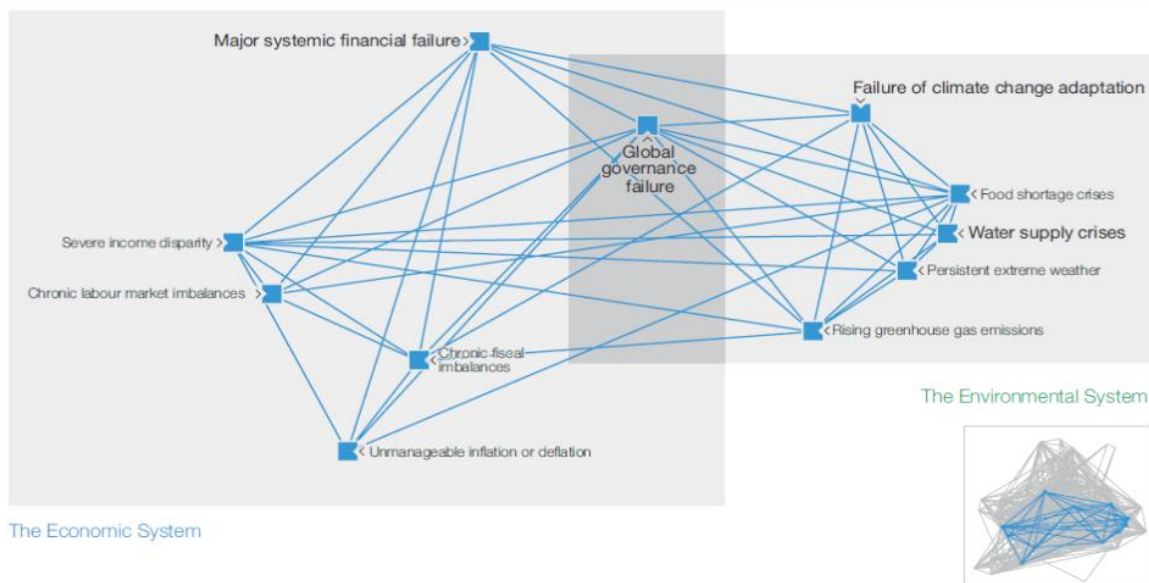 Major systemic financial failure
Failure of climate change adaptation
Global
governance
failure
Food shortage crises
Severe income disparity
Water supply crises
Persistent extreme weather
Chronic labour market imbalances
Rising greenhouse gas emissions
Chronic fiscal
imbalances
The Environmental System
Unmanageable inflation or deflation
The Economic System